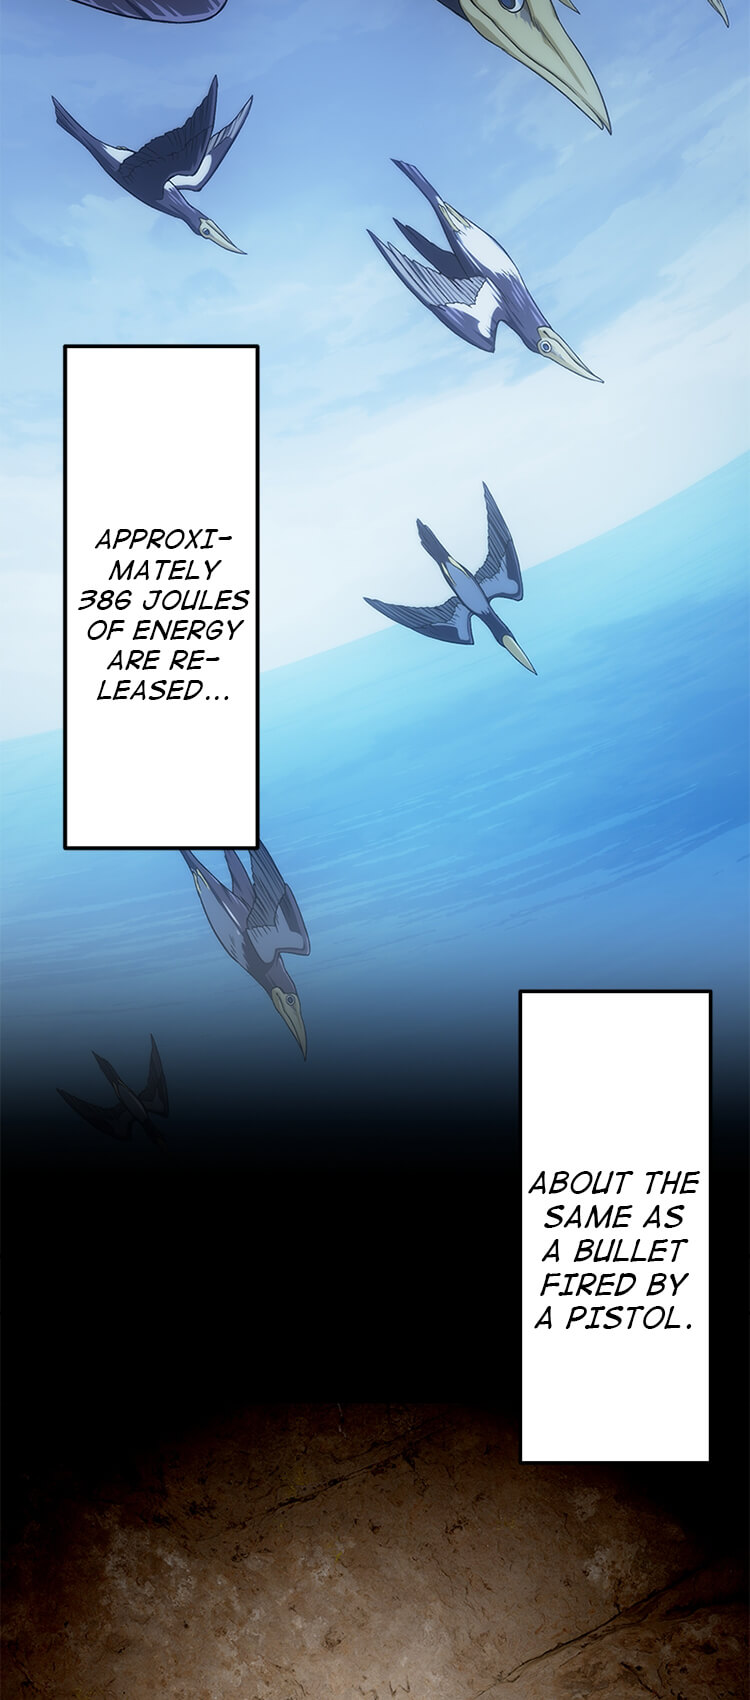 APPROXI-
MATELY
386 JOULES
OF ENERGY
ARE RE-
LEASED...
ABOUT THE
SAME AS
A BULLET
FIRED BY
A PISTOL.